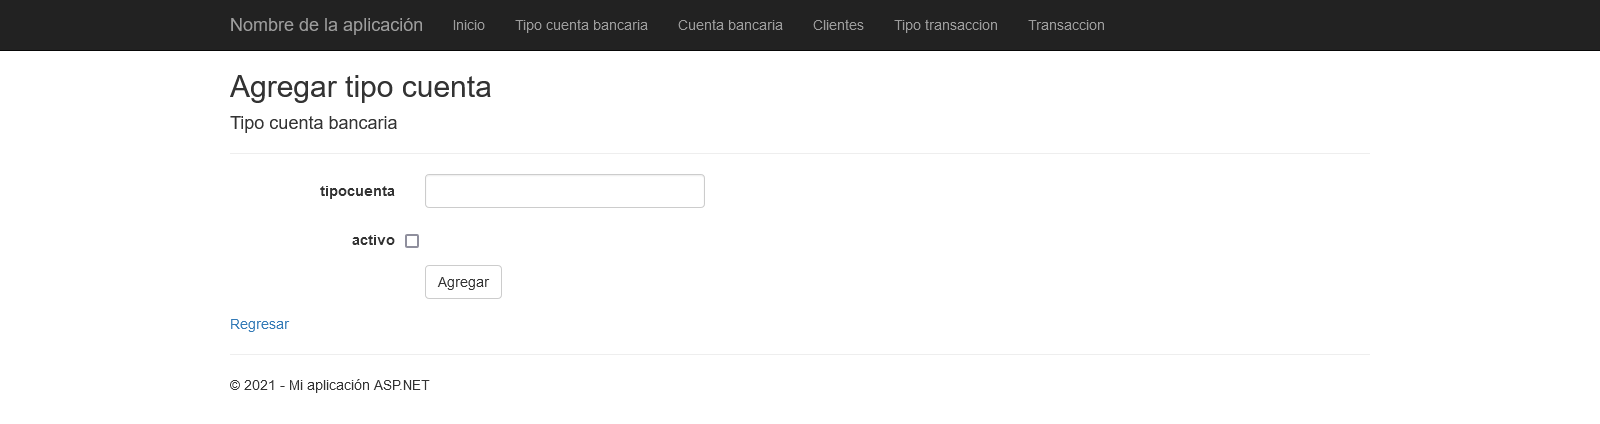 Nombre de la aplicación Inicio Tipo cuenta bancaria Cuenta bancaria Clientes Tipo transaccion Transaccion
Agregar tipo cuenta
Tipo cuenta bancaria
tipocuenta
activo
Agregar
Regresar
© 2021 - Mi aplicación ASP.NET